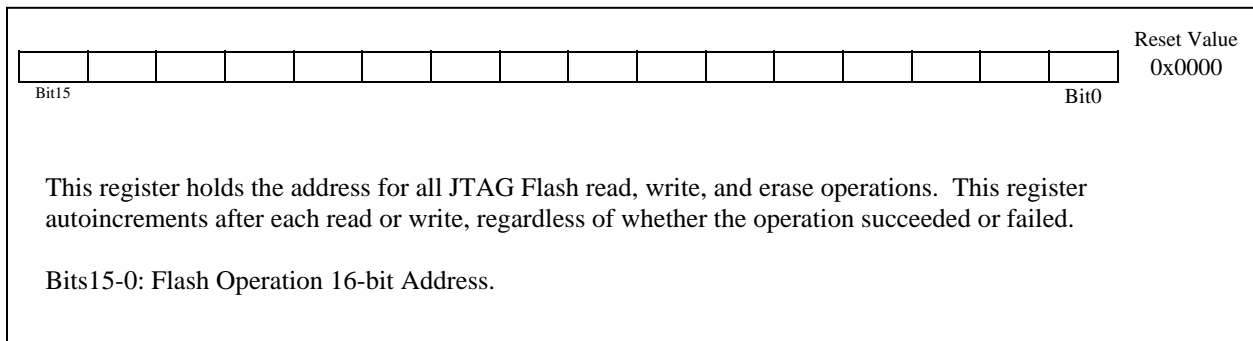 Reset Value
0x0000
Bit15
Bit0
This register holds the address for all JTAG Flash read, write, and erase operations.  This register
autoincrements after each read or write, regardless of whether the operation succeeded or failed.
Bits15-0: Flash Operation 16-bit Address.